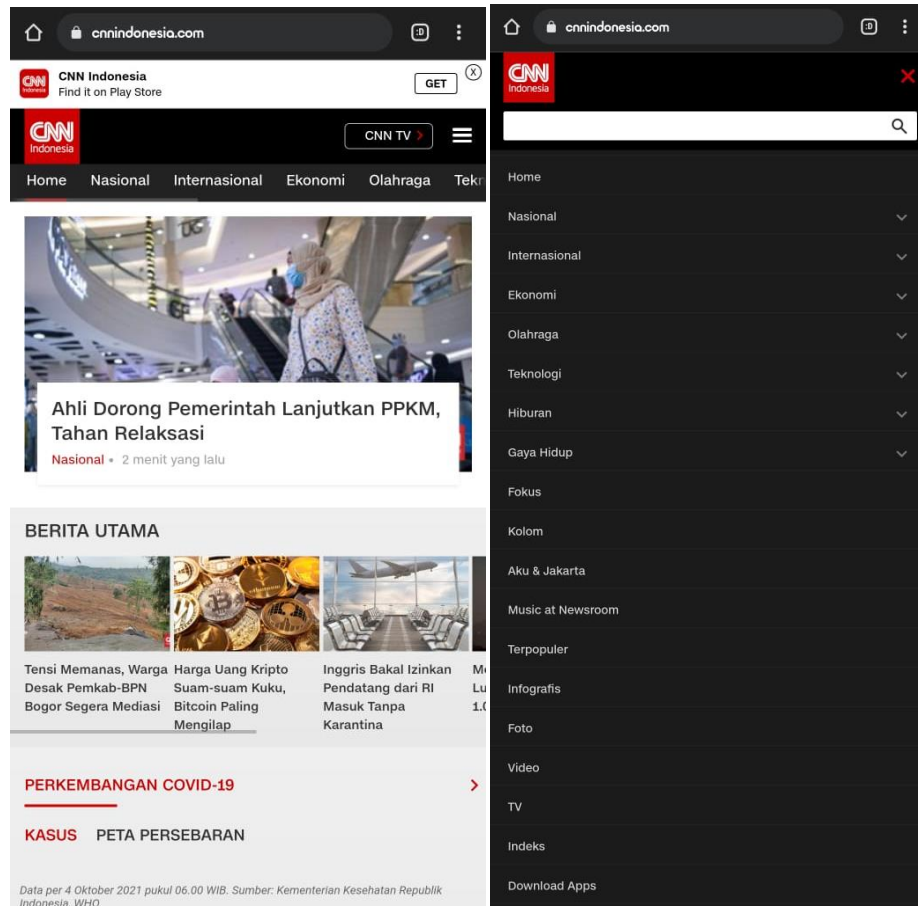 cnnindonesia.com
:D
CNN Indonesia
Find it on Play Store
GET
X
CNN
Indonesia
CNN TV >
Home Nasional Internasional Ekonomi Olahraga Tekn
UG
Ahli Dorong Pemerintah Lanjutkan PPKM,
Tahan Relaksasi
Nasional • 2 menit yang lalu
BERITA UTAMA
Tensi Memanas, Warga
Desak Pemkab-BPN
Bogor Segera Mediasi
Harga Uang Kripto
Suam-suam Kuku,
Bitcoin Paling
Mengilap
Inggris Bakal Izinkan
Pendatang dari RI
Masuk Tanpa
Karantina
PERKEMBANGAN COVID-19
KASUS PETA PERSEBARAN
Data per 4 Oktober 2021 pukul 06.00 WIB. Sumber: Kementerian Kesehatan Republik
Indonesia, WHO
cnnindonesia.com
:D
CNN
Indonesia
Home
Nasional
Internasional
Ekonomi
Olahraga
Teknologi
Hiburan
Gaya Hidup
Fokus
Kolom
Aku & Jakarta
Music at Newsroom
Terpopuler
Infografis
Foto
Video
TV
Indeks
Download Apps